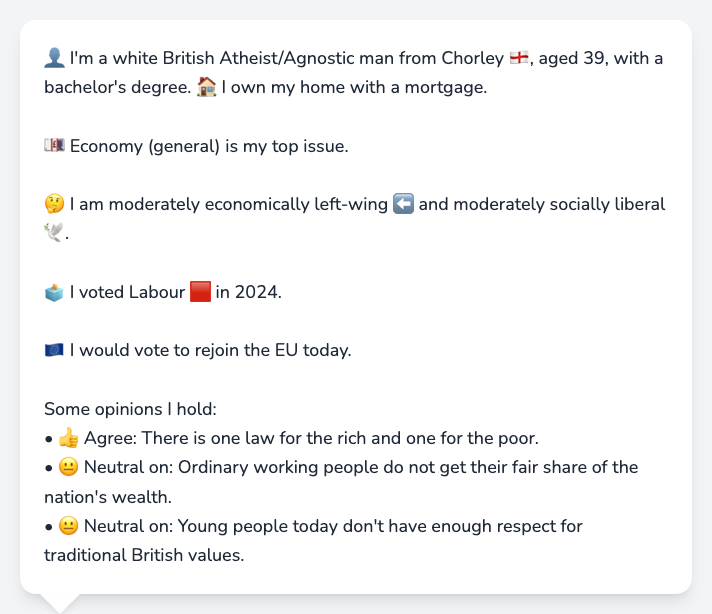 👤 I'm a white British Atheist/Agnostic man from Chorley 🏴󠁧󠁢󠁥󠁮󠁧󠁿, aged 39, with a
bachelor's degree. 🏠 I own my home with a mortgage.
💷 Economy (general) is my top issue.
🤔 I am moderately economically left-wing ⬅️ and moderately socially liberal
🕊️.
🗳️ I voted Labour 🟥 in 2024.
🇪🇺 I would vote to rejoin the EU today.
Some opinions I hold:
• 👍 Agree: There is one law for the rich and one for the poor.
• 😐 Neutral on: Ordinary working people do not get their fair share of the
nation's wealth.
• 😐 Neutral on: Young people today don't have enough respect for
traditional British values.